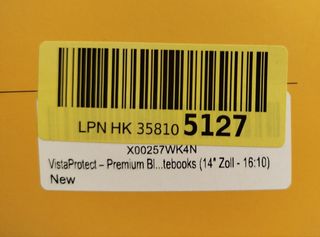 LPN HK 35810 5127
X00257WK4N
VistaProtect – Premium Bl...tebooks (14" Zoll - 16:10)
New